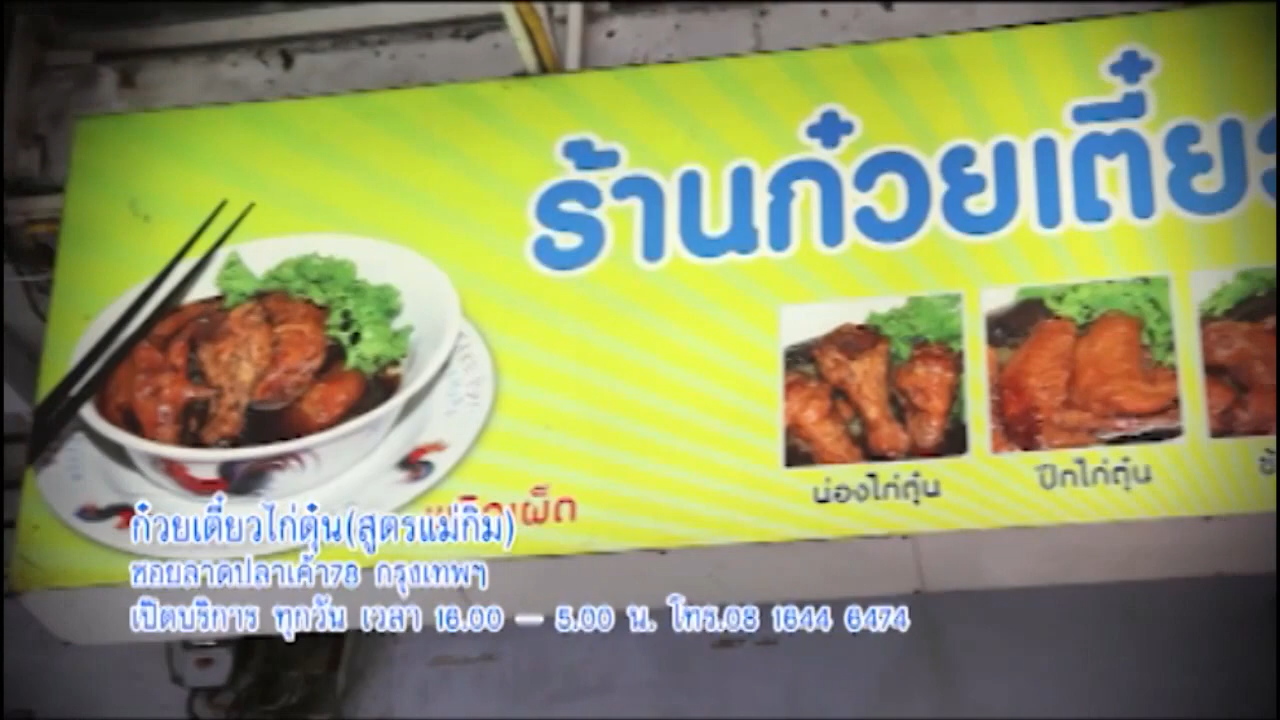 ร้านก๋วยเตี๋ยว
น่องไก่ตุ๋น
ปีกไก่ตุ๋น
ก๋วยเตี๋ยวไก่ตุ๋น(สูตรแม่กิม)
ซอยลาดปลาเค้า78 กรุงเทพฯ
เปิดบริการ ทุกวัน เวลา 16.00 – 5.00 น. โทร.08 1644 6474